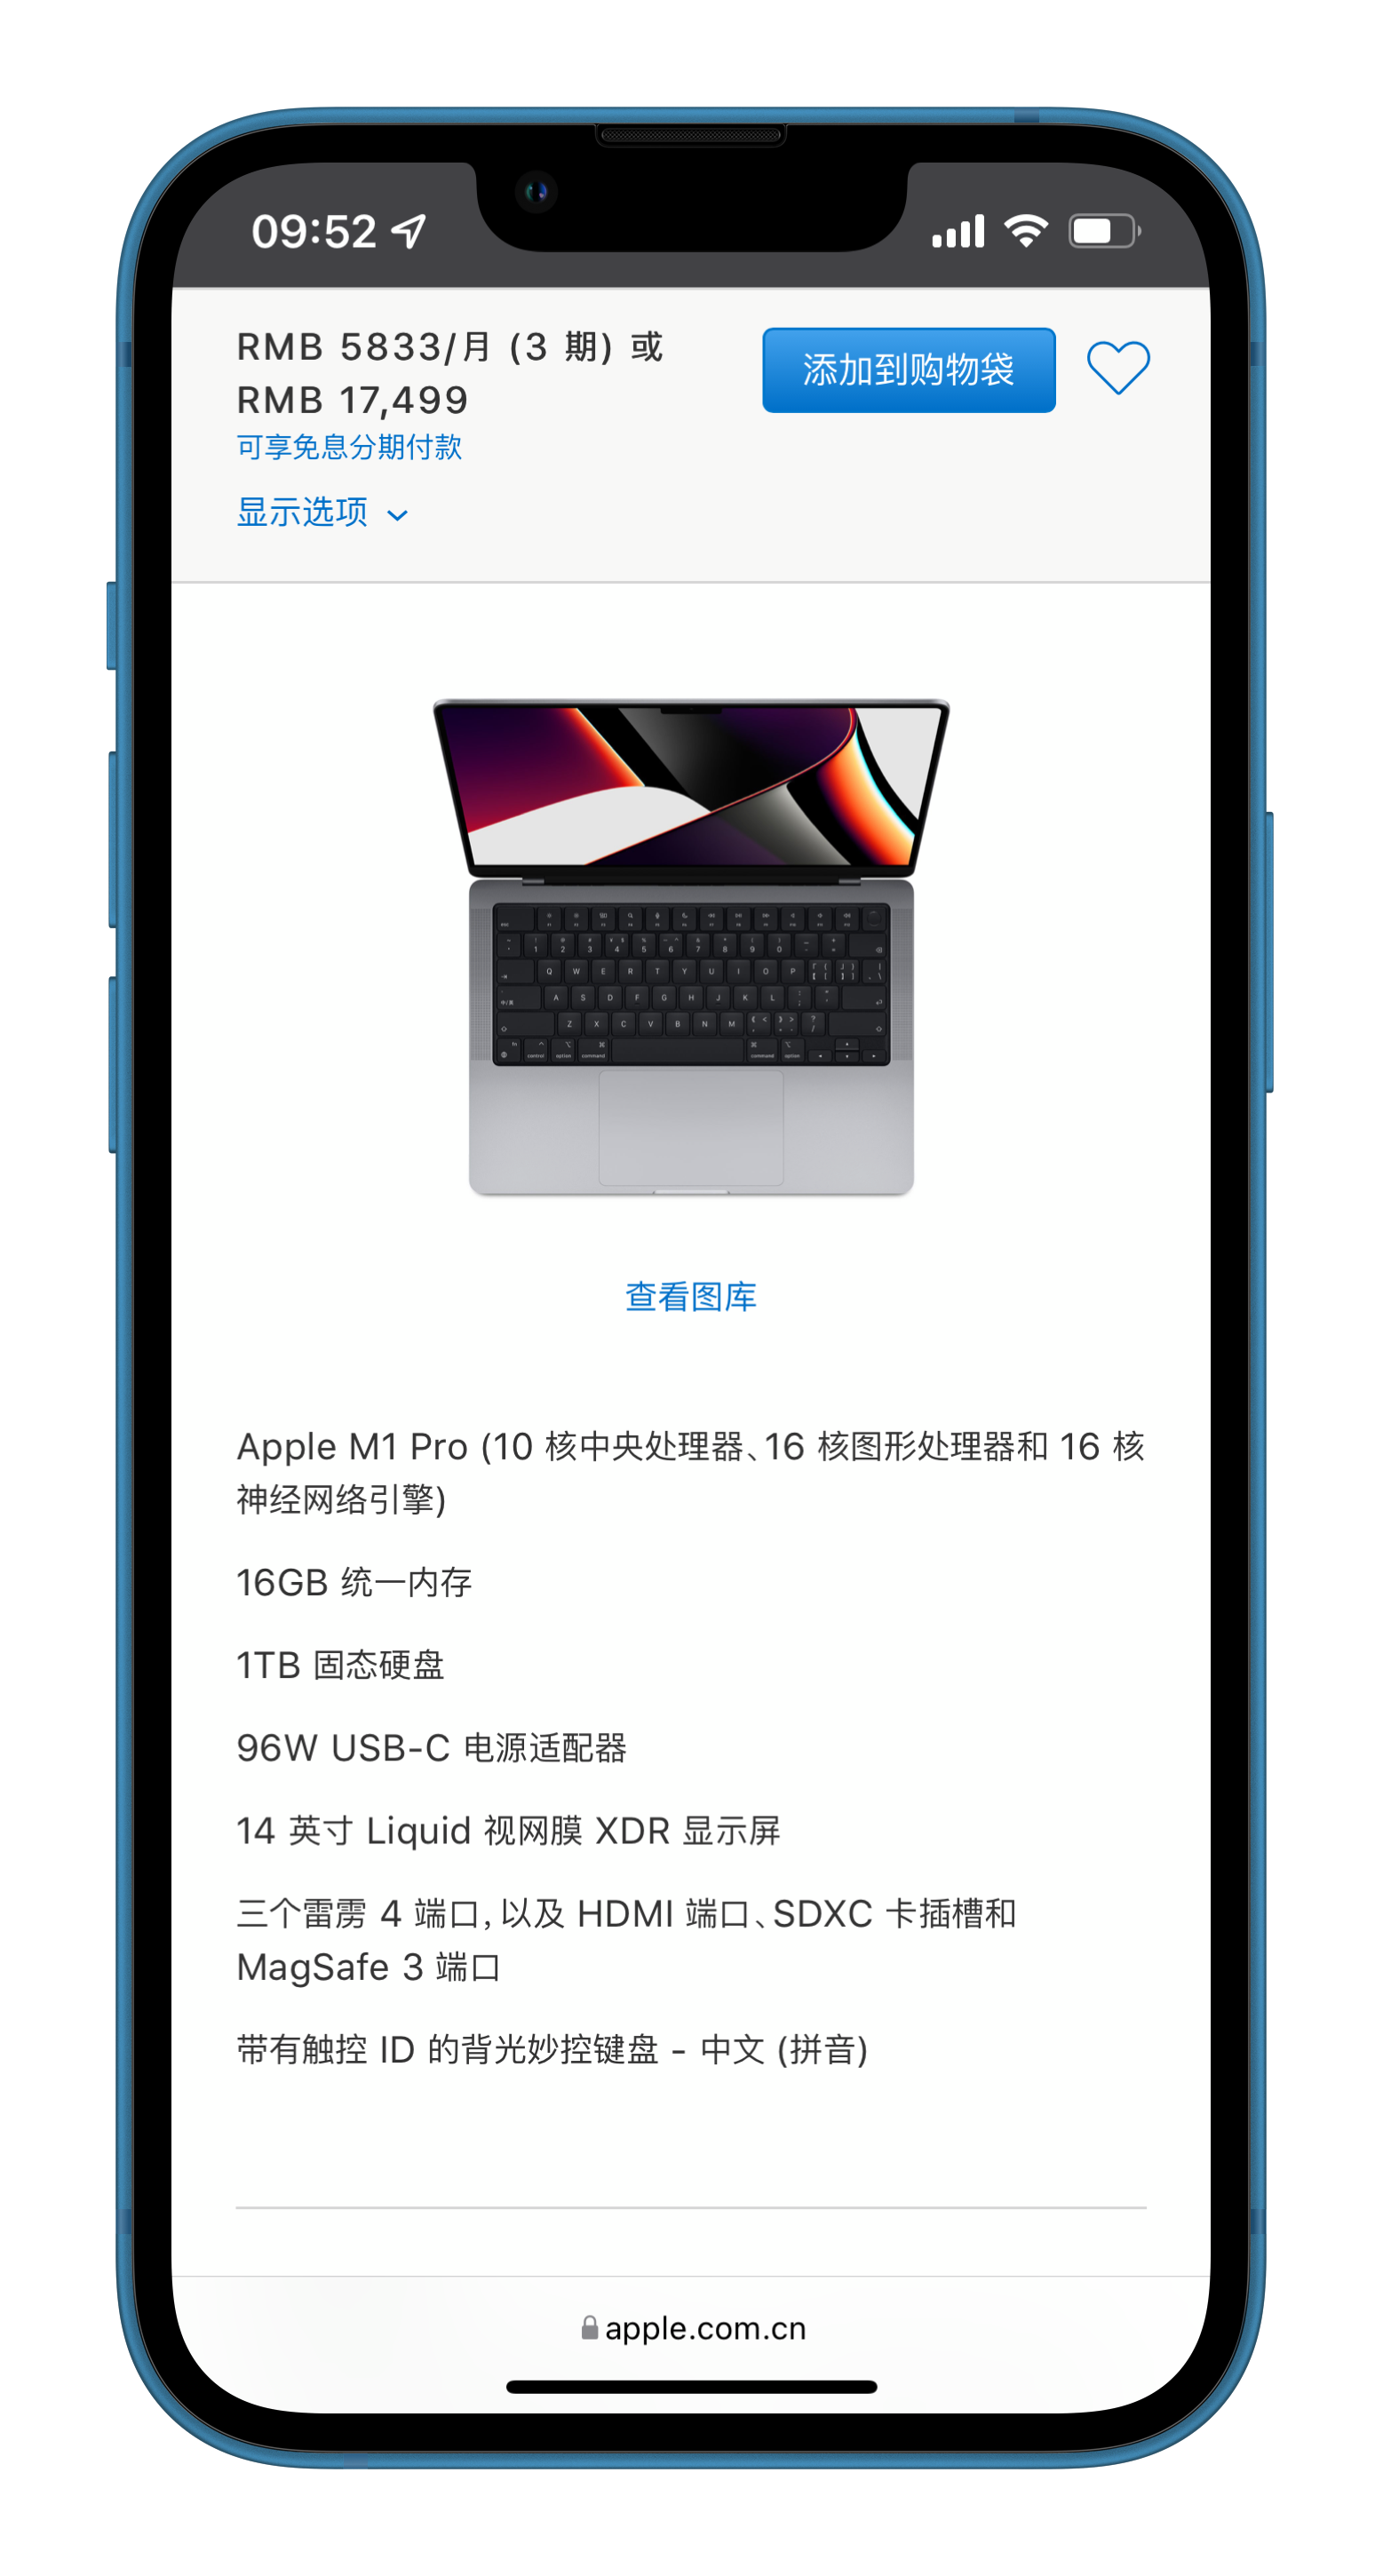 09:52
RMB 5833/月 (3 期) 或
RMB 17,499
可享免息分期付款
显示选项
添加到购物袋
查看图库
Apple M1 Pro (10 核中央处理器、16 核图形处理器和 16 核
神经网络引擎)
16GB 统一内存
1TB 固态硬盘
96W USB-C 电源适配器
14 英寸 Liquid 视网膜 XDR 显示屏
三个雷雳 4 端口，以及 HDMI 端口、SDXC 卡插槽和
MagSafe 3 端口
带有触控 ID 的背光妙控键盘 - 中文 (拼音)
apple.com.cn